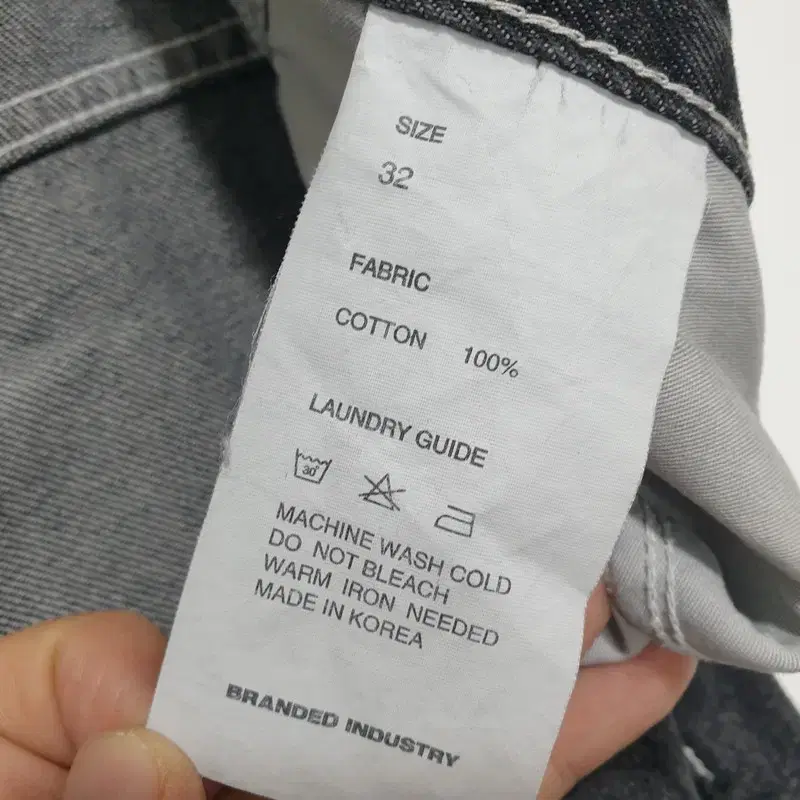 SIZE
32
FABRIC
COTTON 100%
LAUNDRY GUIDE
30°
MACHINE WASH COLD
DO NOT BLEACH
WARM IRON NEEDED
MADE IN KOREA
BRANDED INDUSTRY